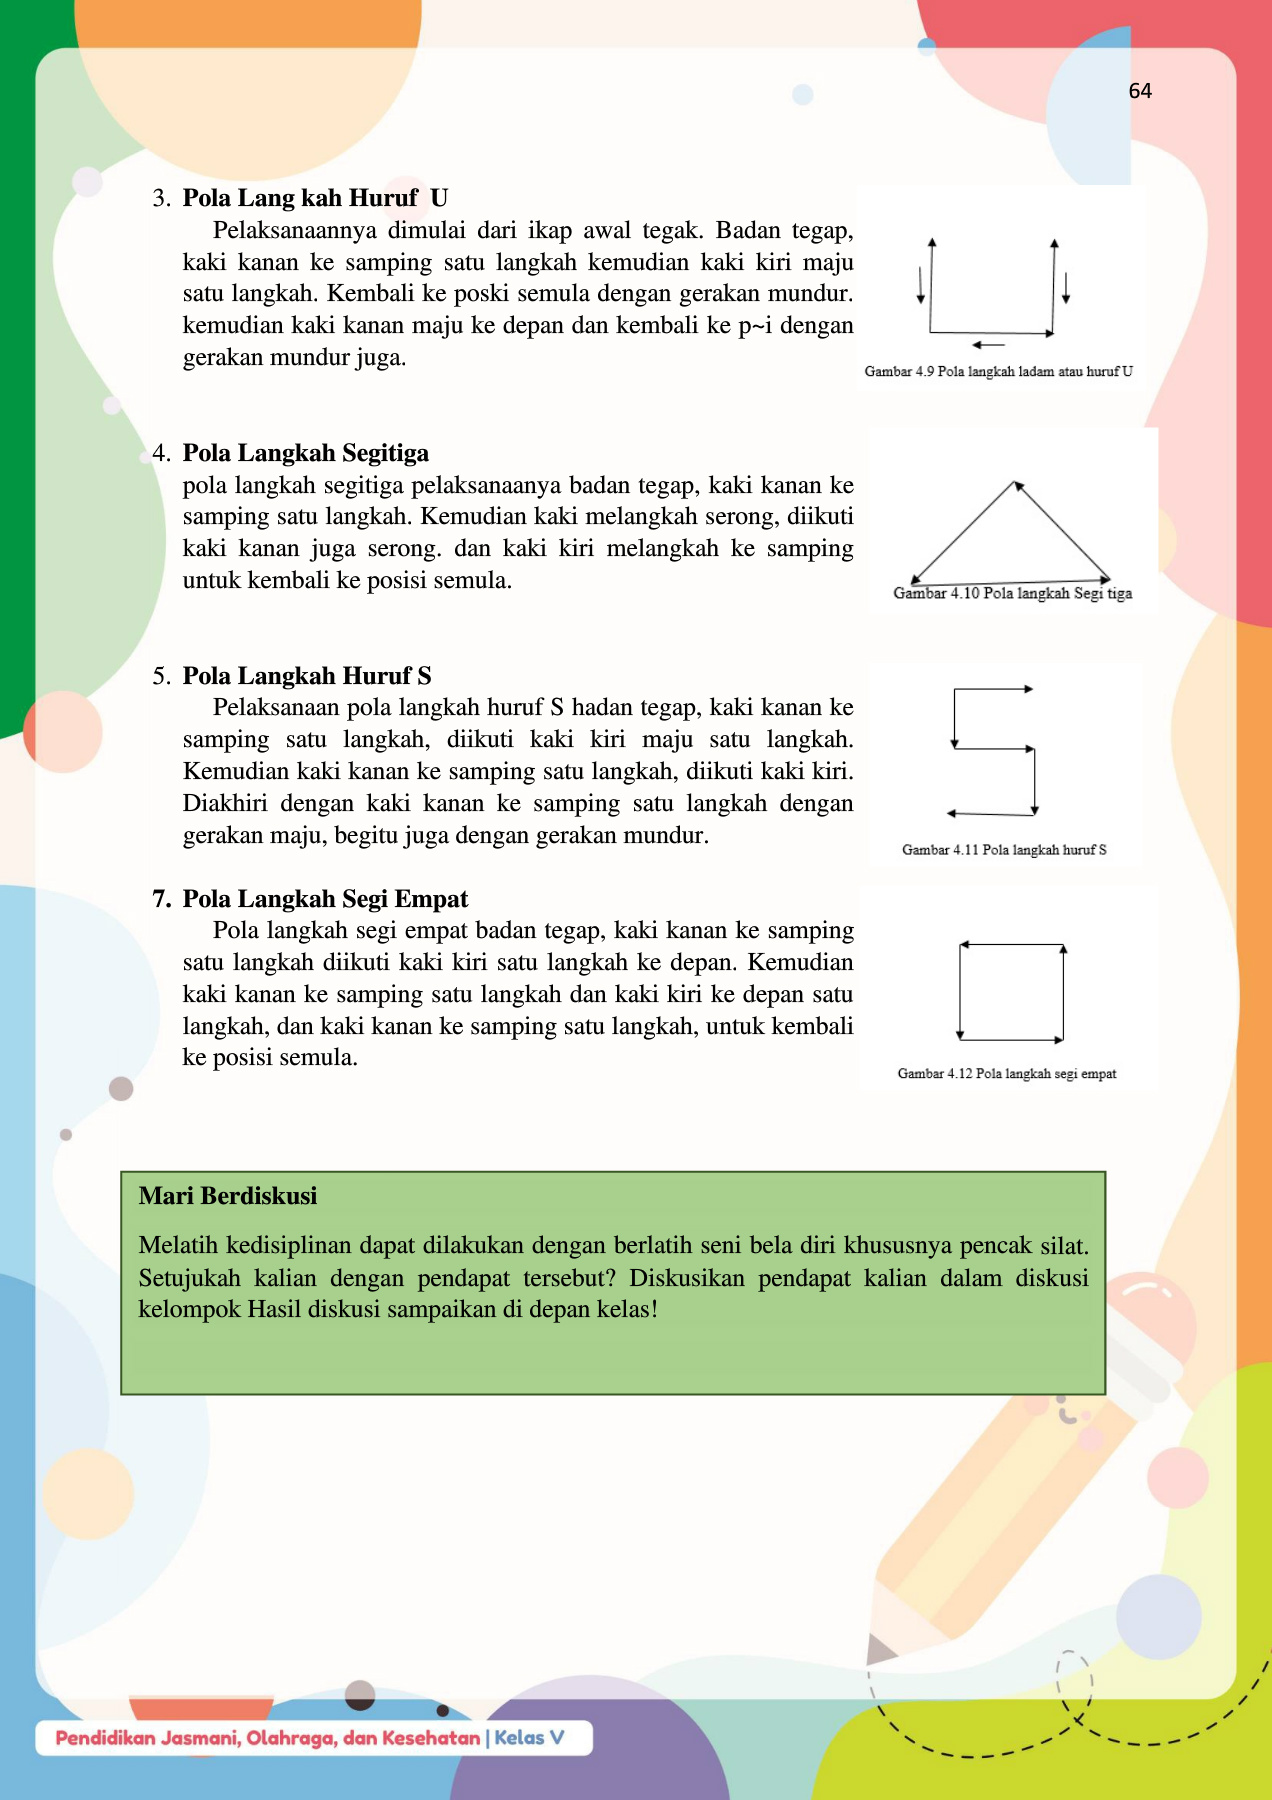 64
3. Pola Lang kah Huruf  U
Pelaksanaannya dimulai dari ikap awal tegak. Badan tegap,
kaki kanan ke samping satu langkah kemudian kaki kiri maju
satu langkah. Kembali ke poski semula dengan gerakan mundur.
kemudian kaki kanan maju ke depan dan kembali ke p~i dengan
gerakan mundur juga.
Gambar 4.9 Pola langkah ladam atau huruf U
4. Pola Langkah Segitiga
pola langkah segitiga pelaksanaanya badan tegap, kaki kanan ke
samping satu langkah. Kemudian kaki melangkah serong, diikuti
kaki kanan juga serong. dan kaki kiri melangkah ke samping
untuk kembali ke posisi semula.
Gambar 4.10 Pola langkah Segi tiga
5. Pola Langkah Huruf S
Pelaksanaan pola langkah huruf S hadan tegap, kaki kanan ke
samping satu langkah, diikuti kaki kiri maju satu langkah.
Kemudian kaki kanan ke samping satu langkah, diikuti kaki kiri.
Diakhiri dengan kaki kanan ke samping satu langkah dengan
gerakan maju, begitu juga dengan gerakan mundur.
Gambar 4.11 Pola langkah huruf S
7. Pola Langkah Segi Empat
Pola langkah segi empat badan tegap, kaki kanan ke samping
satu langkah diikuti kaki kiri satu langkah ke depan. Kemudian
kaki kanan ke samping satu langkah dan kaki kiri ke depan satu
langkah, dan kaki kanan ke samping satu langkah, untuk kembali
ke posisi semula.
Gambar 4.12 Pola langkah segi empat
Mari Berdiskusi
Melatih kedisiplinan dapat dilakukan dengan berlatih seni bela diri khususnya pencak silat.
Setujukah kalian dengan pendapat tersebut? Diskusikan pendapat kalian dalam diskusi
kelompok Hasil diskusi sampaikan di depan kelas!
Pendidikan Jasmani, Olahraga, dan Kesehatan | Kelas V